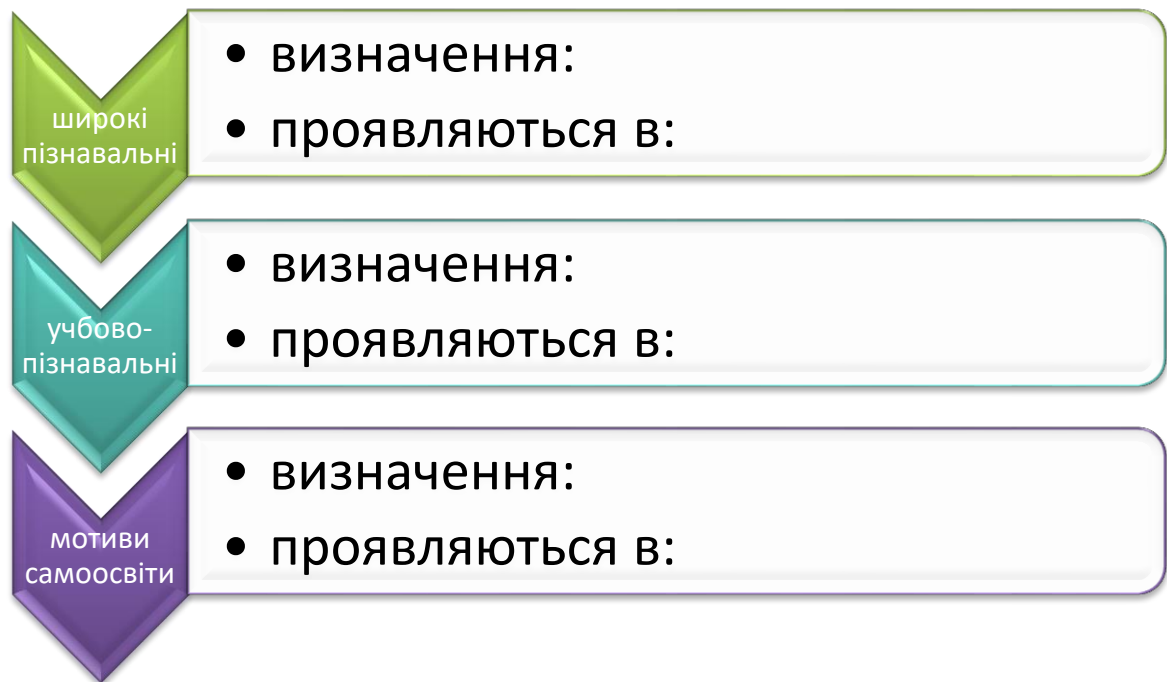 широкі
пізнавальні
• визначення:
• проявляються в:
учбово-
пізнавальні
• визначення:
• проявляються в:
мотиви
самоосвіти
• визначення:
• проявляються в: